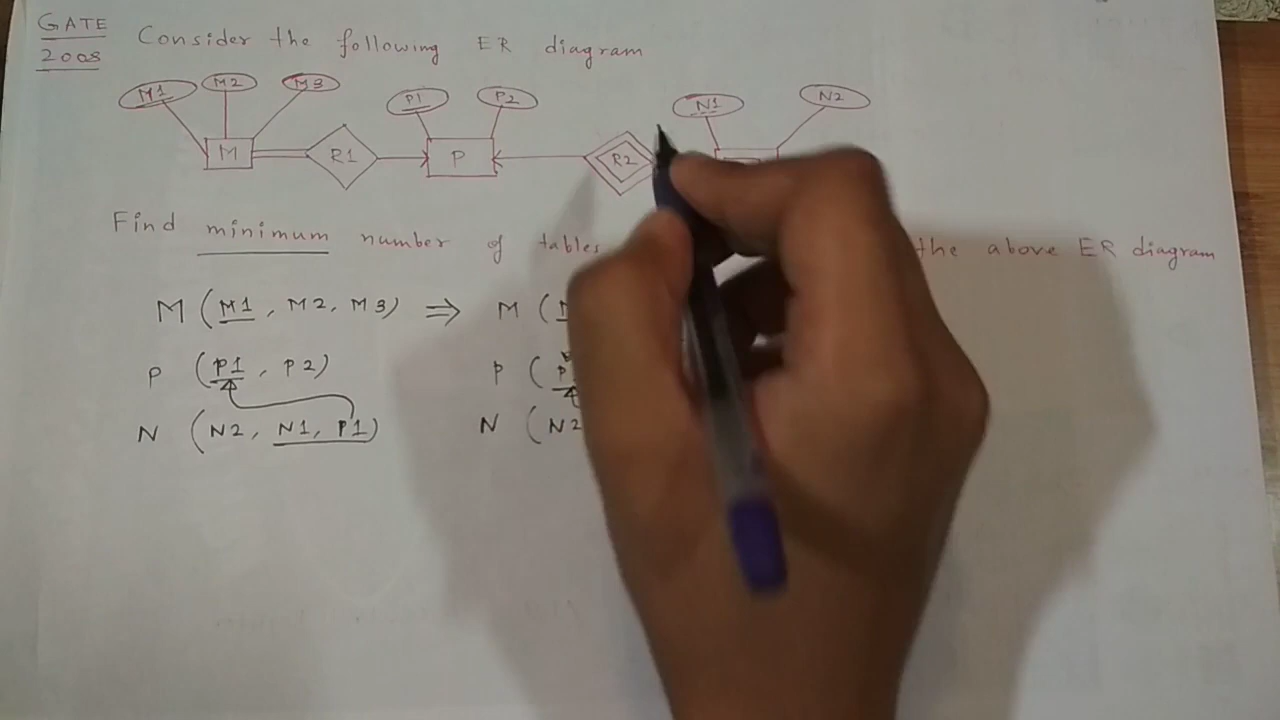 GATE
2008
Consider the following ER diagram
M1 M2 M3 P1 P2 N1 N2
M R1 P R2
Find minimum number of tables the above ER diagram
M (M1, M2, M3) ⇒ M (
P (P1, P2) P (P
N (N2, N1, P1) N (N2